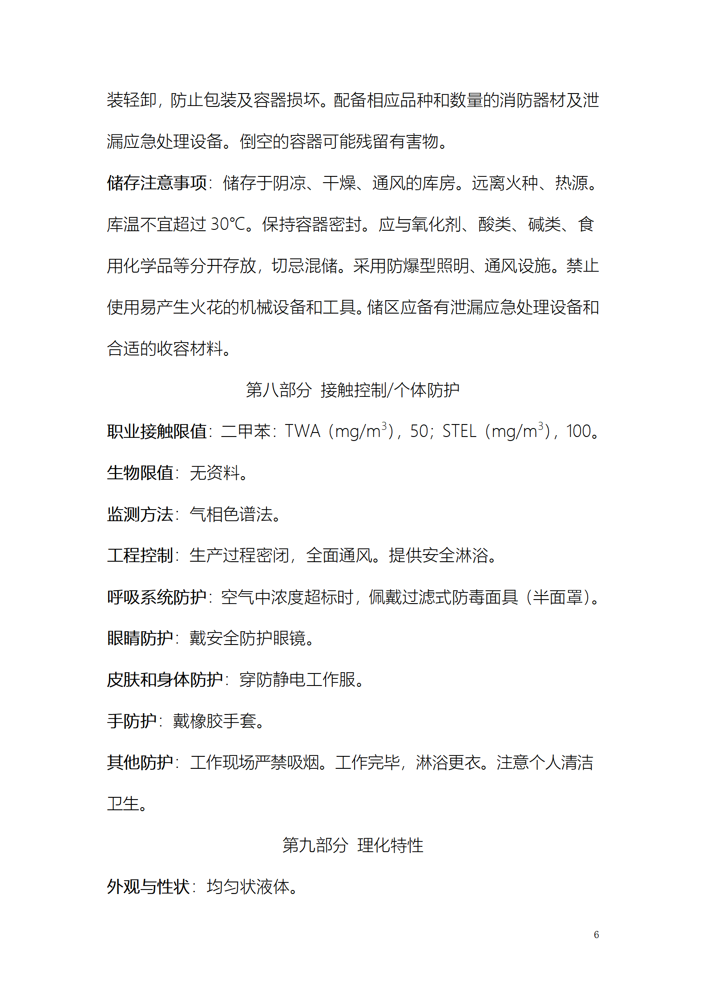 装轻卸，防止包装及容器损坏。配备相应品种和数量的消防器材及泄
漏应急处理设备。倒空的容器可能残留有害物。
储存注意事项：储存于阴凉、干燥、通风的库房。远离火种、热源。
库温不宜超过 30℃。保持容器密封。应与氧化剂、酸类、碱类、食
用化学品等分开存放，切忌混储。采用防爆型照明、通风设施。禁止
使用易产生火花的机械设备和工具。储区应备有泄漏应急处理设备和
合适的收容材料。
第八部分 接触控制/个体防护
职业接触限值：二甲苯：TWA（mg/m³），50；STEL（mg/m³），100。
生物限值：无资料。
监测方法：气相色谱法。
工程控制：生产过程密闭，全面通风。提供安全淋浴。
呼吸系统防护：空气中浓度超标时，佩戴过滤式防毒面具（半面罩）。
眼睛防护：戴安全防护眼镜。
皮肤和身体防护：穿防静电工作服。
手防护：戴橡胶手套。
其他防护：工作现场严禁吸烟。工作完毕，淋浴更衣。注意个人清洁
卫生。
第九部分 理化特性
外观与性状：均匀状液体。
6